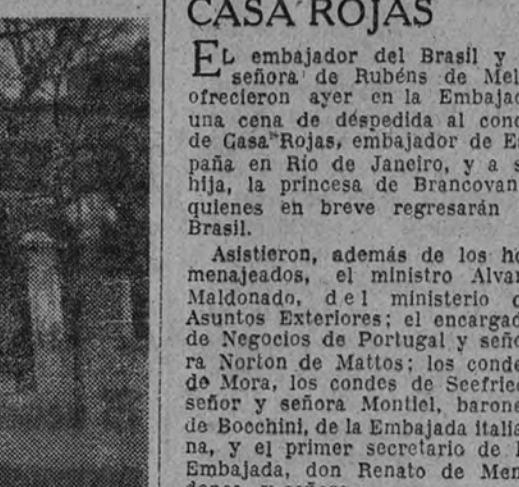 CASA ROJAS
EL embajador del Brasil y
señora de Rubéns de Mel
ofrecieron ayer en la Embajad
una cena de despedida al cond
de Casa Rojas, embajador de Es
paña en Río de Janeiro, y a s
hija, la princesa de Brancovan
quienes en breve regresarán
Brasil.
Asistieron, además de los ho
menajeados, el ministro Alvar
Maldonado, del ministerio d
Asuntos Exteriores; el encargad
de Negocios de Portugal y seño
ra Norton de Mattos; los conde
de Mora, los condes de Seefried
señor y señora Montiel, barone
de Bocchini, de la Embajada italia
na, y el primer secretario de l
Embajada, don Renato de Men